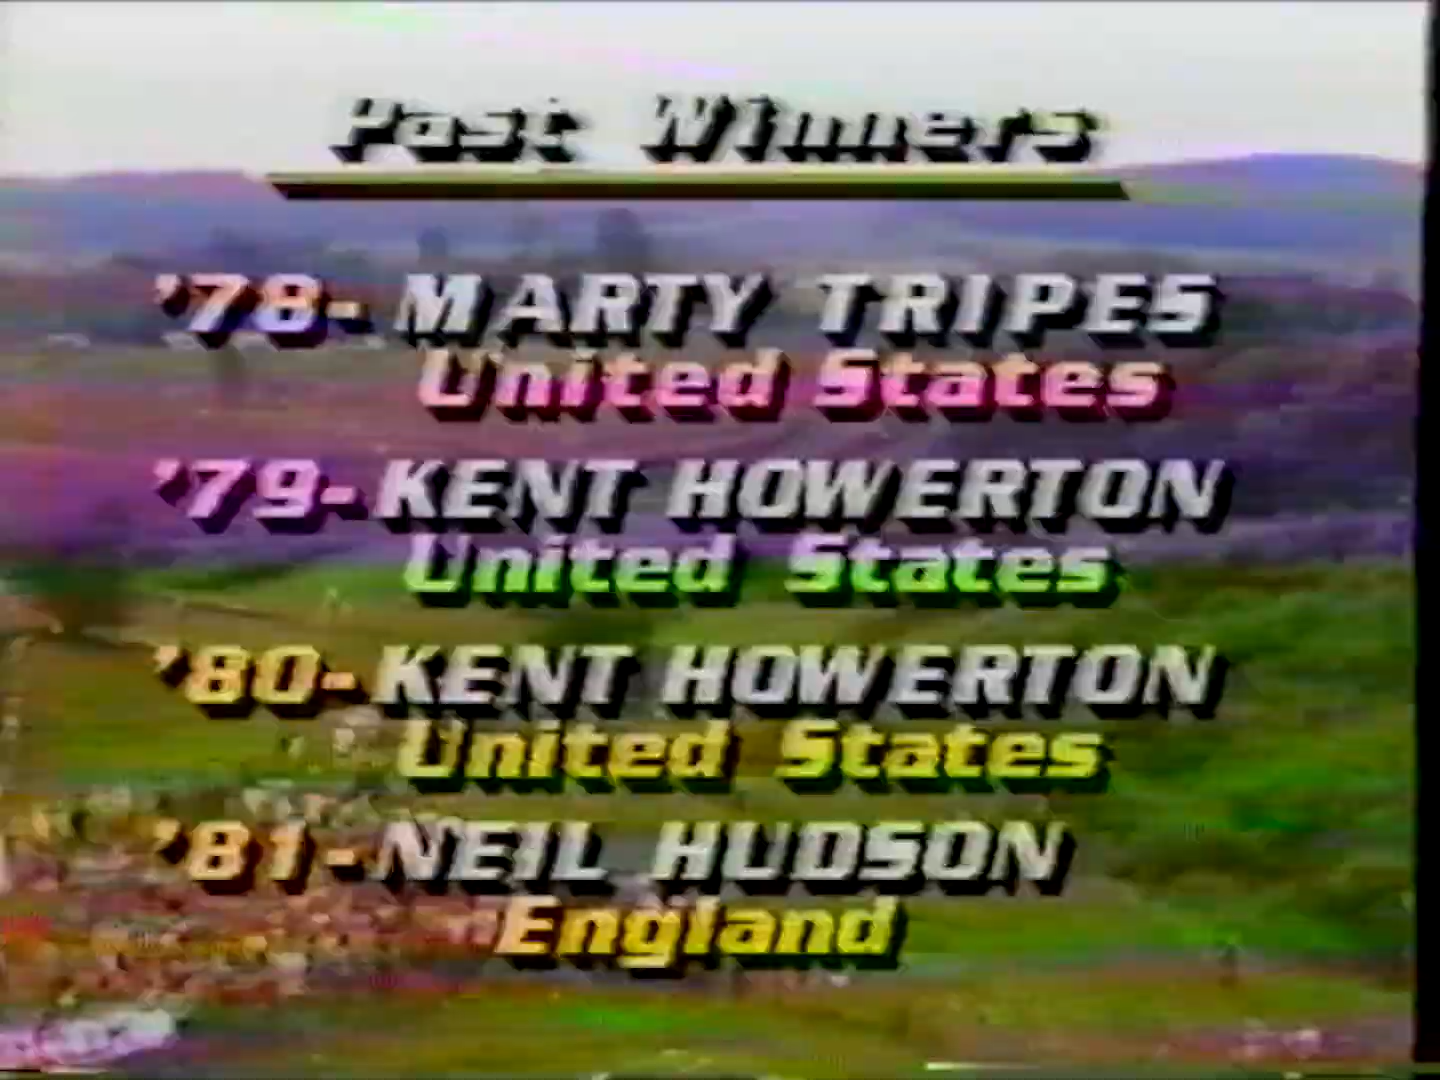 Past Winners
'78- MARTY TRIPES
United States
'79- KENT HOWERTON
United States
'80- KENT HOWERTON
United States
'81- NEIL HUDSON
England